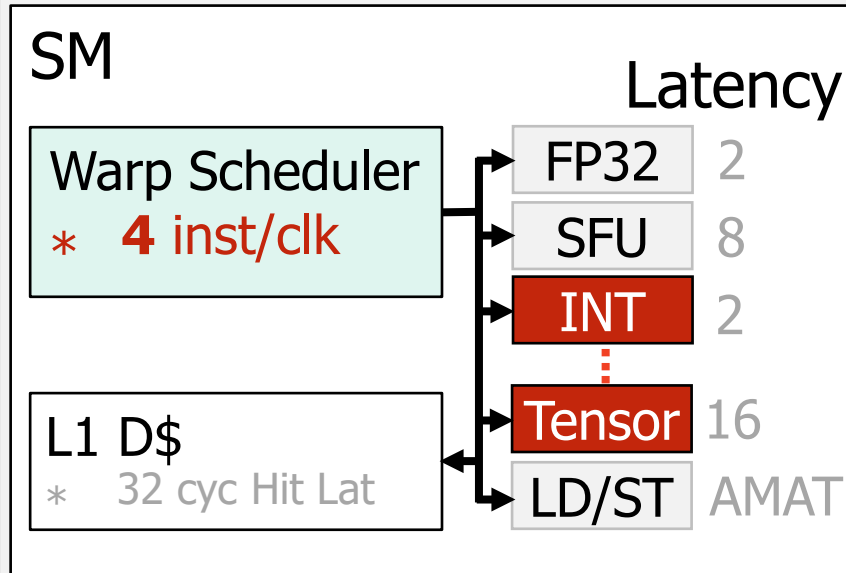 SM
Latency
Warp Scheduler
* 4 inst/clk
FP32 2
SFU 8
INT 2
Tensor 16
L1 D$
* 32 cyc Hit Lat
LD/ST AMAT